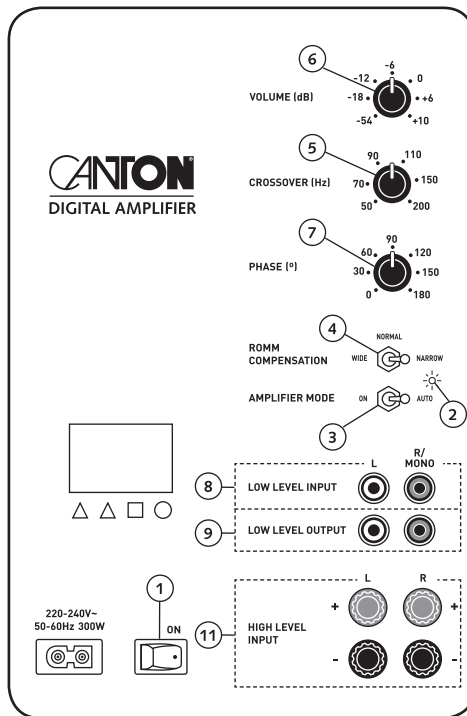 6
VOLUME (dB)
-54 -18 -12 -6 0 +6 +10
CANTON®
DIGITAL AMPLIFIER
5
CROSSOVER (Hz)
50 70 90 110 150 200
7
PHASE (º)
0 30 60 90 120 150 180
4
ROMM
COMPENSATION
WIDE NORMAL NARROW
2
AMPLIFIER MODE
ON AUTO
3
L R/
MONO
8 LOW LEVEL INPUT
9 LOW LEVEL OUTPUT
1
220-240V~
50-60Hz 300W
ON
11 HIGH LEVEL
INPUT
L R
+ +
- -